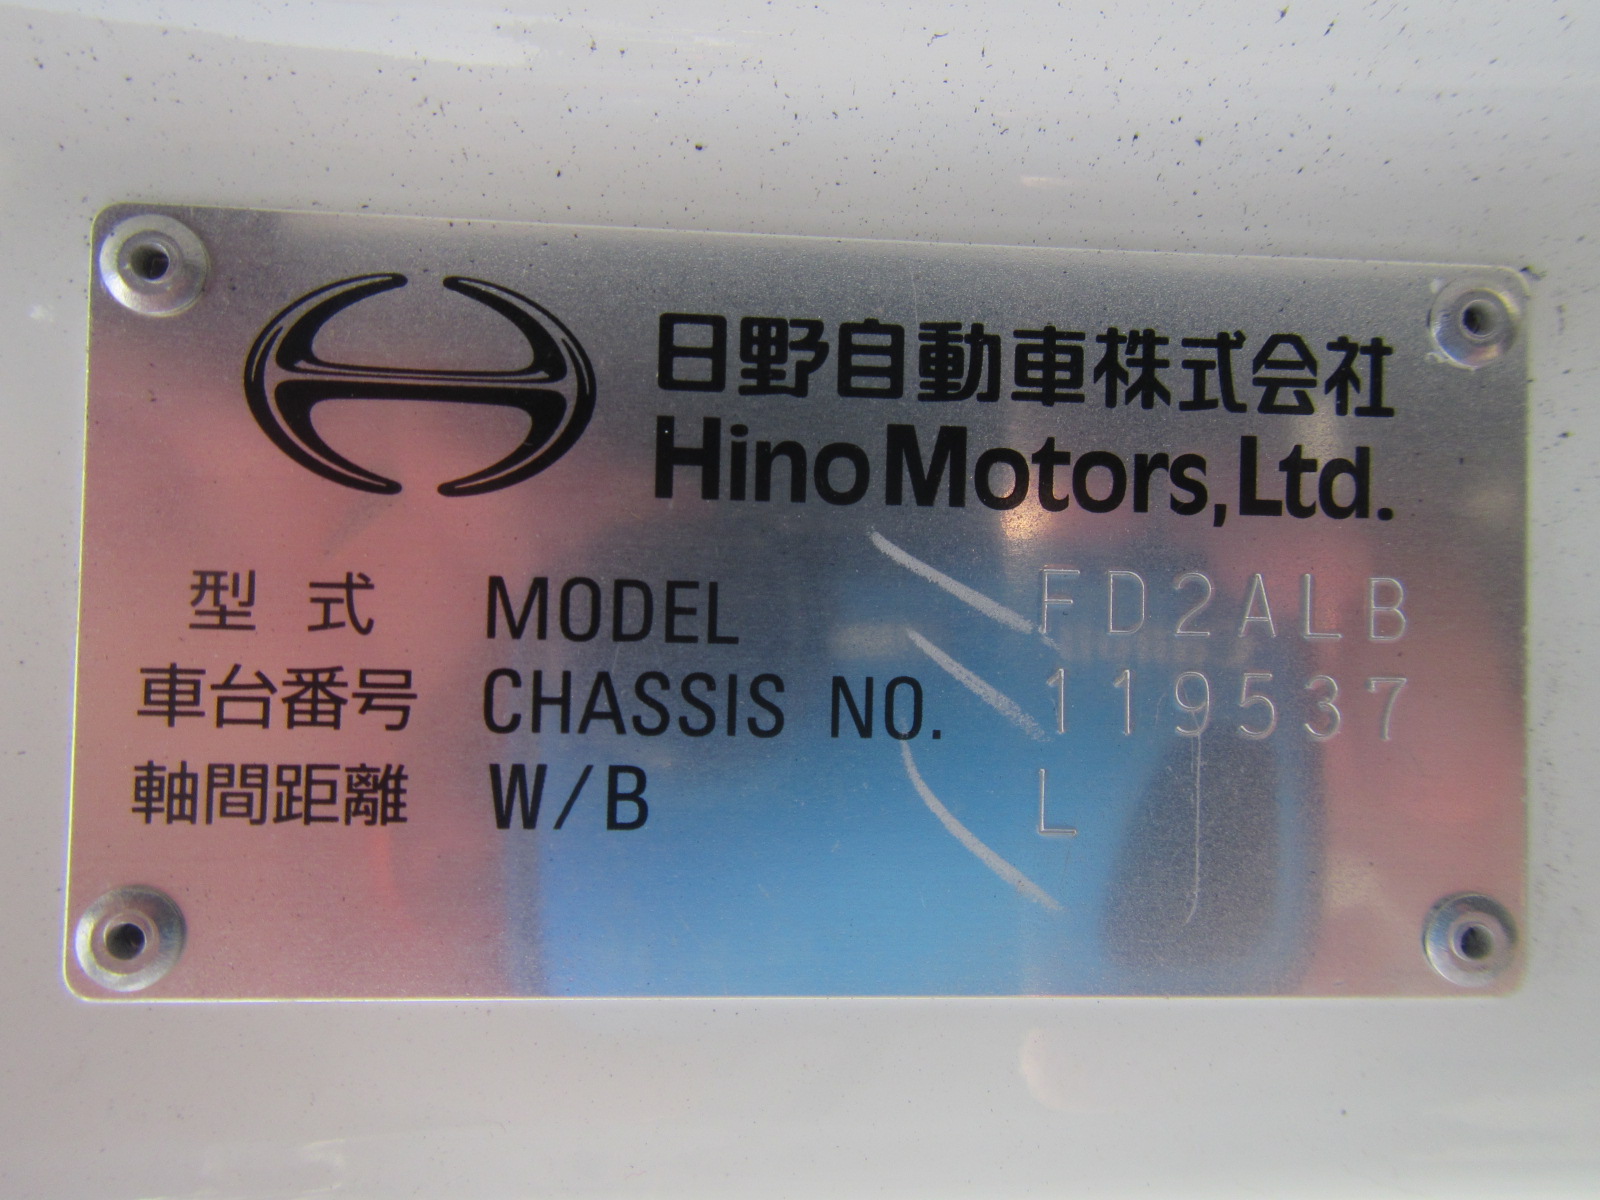 日野自動車株式会社
Hino Motors, Ltd.
型式 MODEL FD2ALB
車台番号 CHASSIS NO. 119537
軸間距離 W/B L